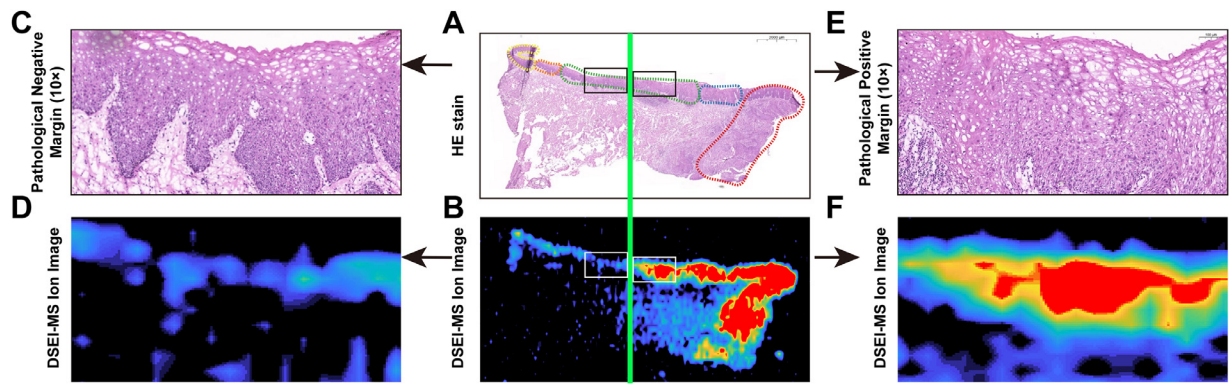 C
Pathological Negative
Margin (10×)
A
HE stain
E
Pathological Positive
Margin (10×)
D
DSEI-MS Ion Image
B
DSEI-MS Ion Image
F
DSEI-MS Ion Image